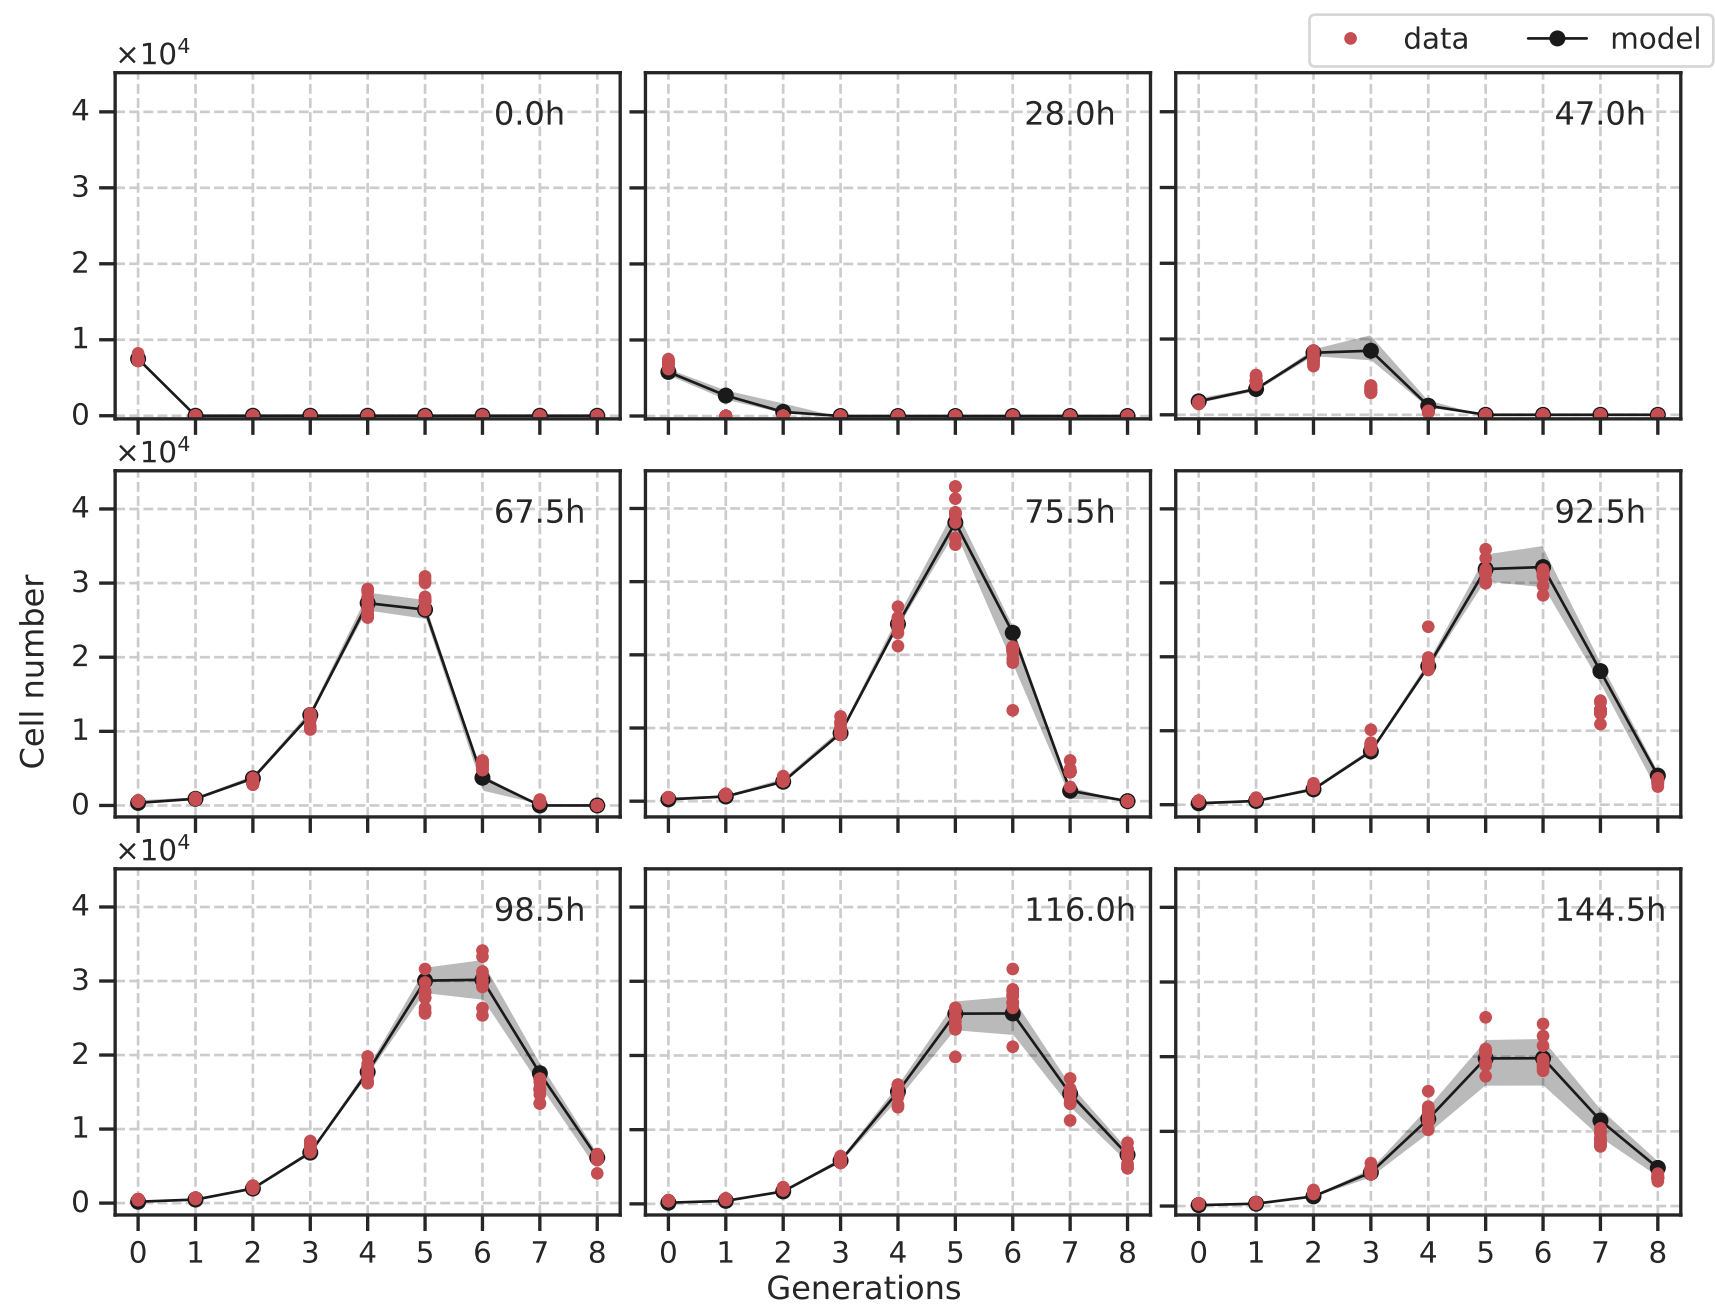 data model
×10⁴
4 0.0h 28.0h 47.0h
3
2
1
0
×10⁴
4 67.5h 75.5h 92.5h
3
2
1
0
Cell number
×10⁴
4 98.5h 116.0h 144.5h
3
2
1
0
0 1 2 3 4 5 6 7 8 0 1 2 3 4 5 6 7 8 0 1 2 3 4 5 6 7 8
Generations